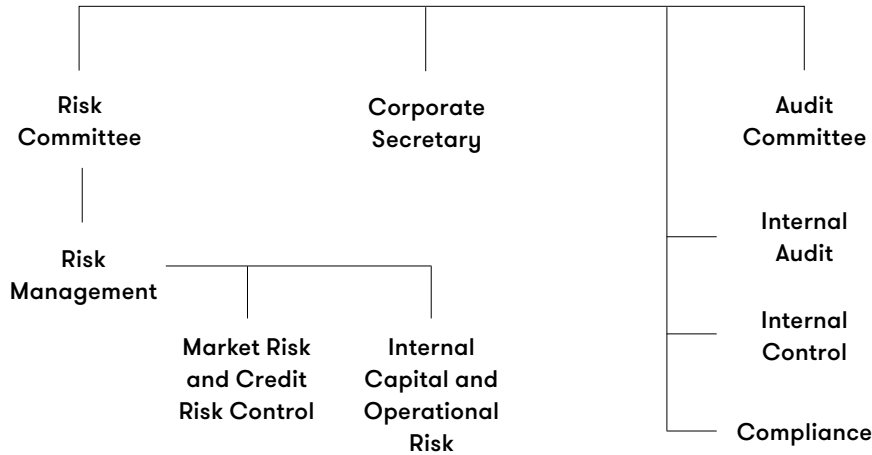 Risk
Committee
Corporate
Secretary
Audit
Committee
Risk
Management
Internal
Audit
Market Risk
and Credit
Risk Control
Internal
Capital and
Operational
Risk
Internal
Control
Compliance